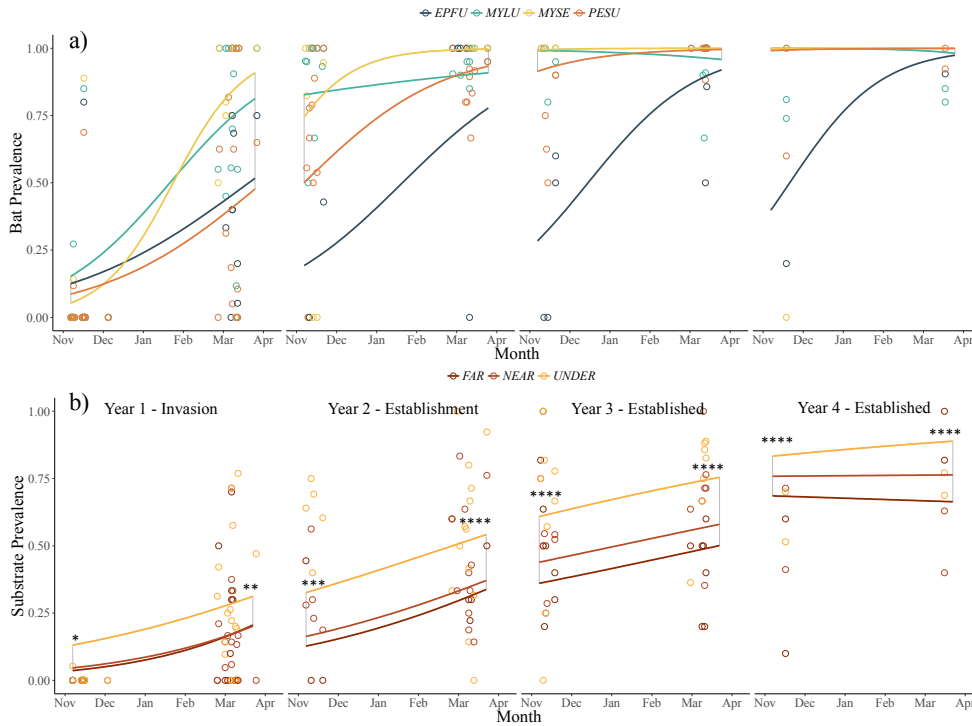 EPFU MYLU MYSE PESU
a)
Bat Prevalence
1.00
0.75
0.50
0.25
0.00
Nov Dec Jan Feb Mar Apr Nov Dec Jan Feb Mar Apr Nov Dec Jan Feb Mar Apr Nov Dec Jan Feb Mar Apr
Month
FAR NEAR UNDER
b)
Year 1 - Invasion Year 2 - Establishment Year 3 - Established Year 4 - Established
Substrate Prevalence
1.00
0.75
0.50
0.25
0.00
* ** *** **** **** **** **** ****
Nov Dec Jan Feb Mar Apr Nov Dec Jan Feb Mar Apr Nov Dec Jan Feb Mar Apr Nov Dec Jan Feb Mar Apr
Month